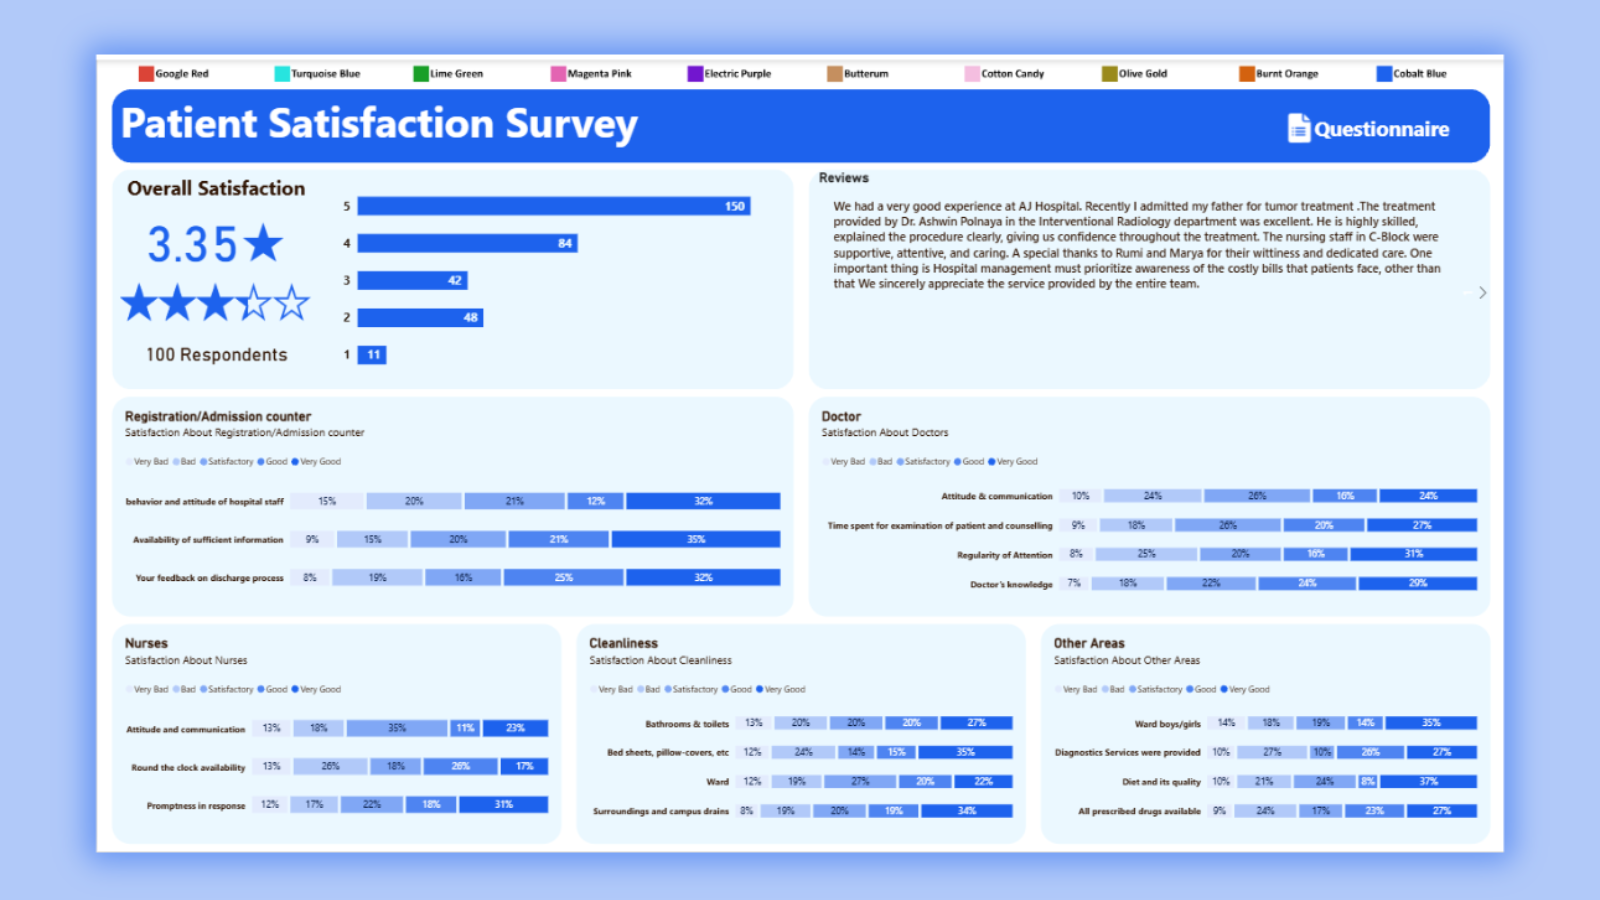 Google Red
Turquoise Blue
Lime Green
Magenta Pink
Electric Purple
Butterum
Cotton Candy
Olive Gold
Burnt Orange
Cobalt Blue
Patient Satisfaction Survey
Questionnaire
Overall Satisfaction
3.35
100 Respondents
5 150
4 84
3 42
2 48
1 11
Reviews
We had a very good experience at AJ Hospital. Recently I admitted my father for tumor treatment .The treatment
provided by Dr. Ashwin Polnaya in the Interventional Radiology department was excellent. He is highly skilled,
explained the procedure clearly, giving us confidence throughout the treatment. The nursing staff in C-Block were
supportive, attentive, and caring. A special thanks to Rumi and Marya for their wittiness and dedicated care. One
important thing is Hospital management must prioritize awareness of the costly bills that patients face, other than
that We sincerely appreciate the service provided by the entire team.
Registration/Admission counter
Satisfaction About Registration/Admission counter
Very Bad Bad Satisfactory Good Very Good
behavior and attitude of hospital staff 15% 20% 21% 12% 32%
Availability of sufficient information 9% 15% 20% 21% 35%
Your feedback on discharge process 8% 19% 16% 25% 32%
Doctor
Satisfaction About Doctors
Very Bad Bad Satisfactory Good Very Good
Attitude & communication 10% 24% 26% 16% 24%
Time spent for examination of patient and counselling 9% 18% 26% 20% 27%
Regularity of Attention 8% 25% 20% 16% 31%
Doctor's knowledge 7% 18% 22% 24% 29%
Nurses
Satisfaction About Nurses
Very Bad Bad Satisfactory Good Very Good
Attitude and communication 13% 18% 35% 11% 23%
Round the clock availability 13% 26% 18% 26% 17%
Promptness in response 12% 17% 22% 18% 31%
Cleanliness
Satisfaction About Cleanliness
Very Bad Bad Satisfactory Good Very Good
Bathrooms & toilets 13% 20% 20% 20% 27%
Bed sheets, pillow-covers, etc 12% 24% 14% 15% 35%
Ward 12% 19% 27% 20% 22%
Surroundings and campus drains 8% 19% 20% 19% 34%
Other Areas
Satisfaction About Other Areas
Very Bad Bad Satisfactory Good Very Good
Ward boys/girls 14% 18% 19% 14% 35%
Diagnostics Services were provided 10% 27% 10% 26% 27%
Diet and its quality 10% 21% 24% 8% 37%
All prescribed drugs available 9% 24% 17% 23% 27%